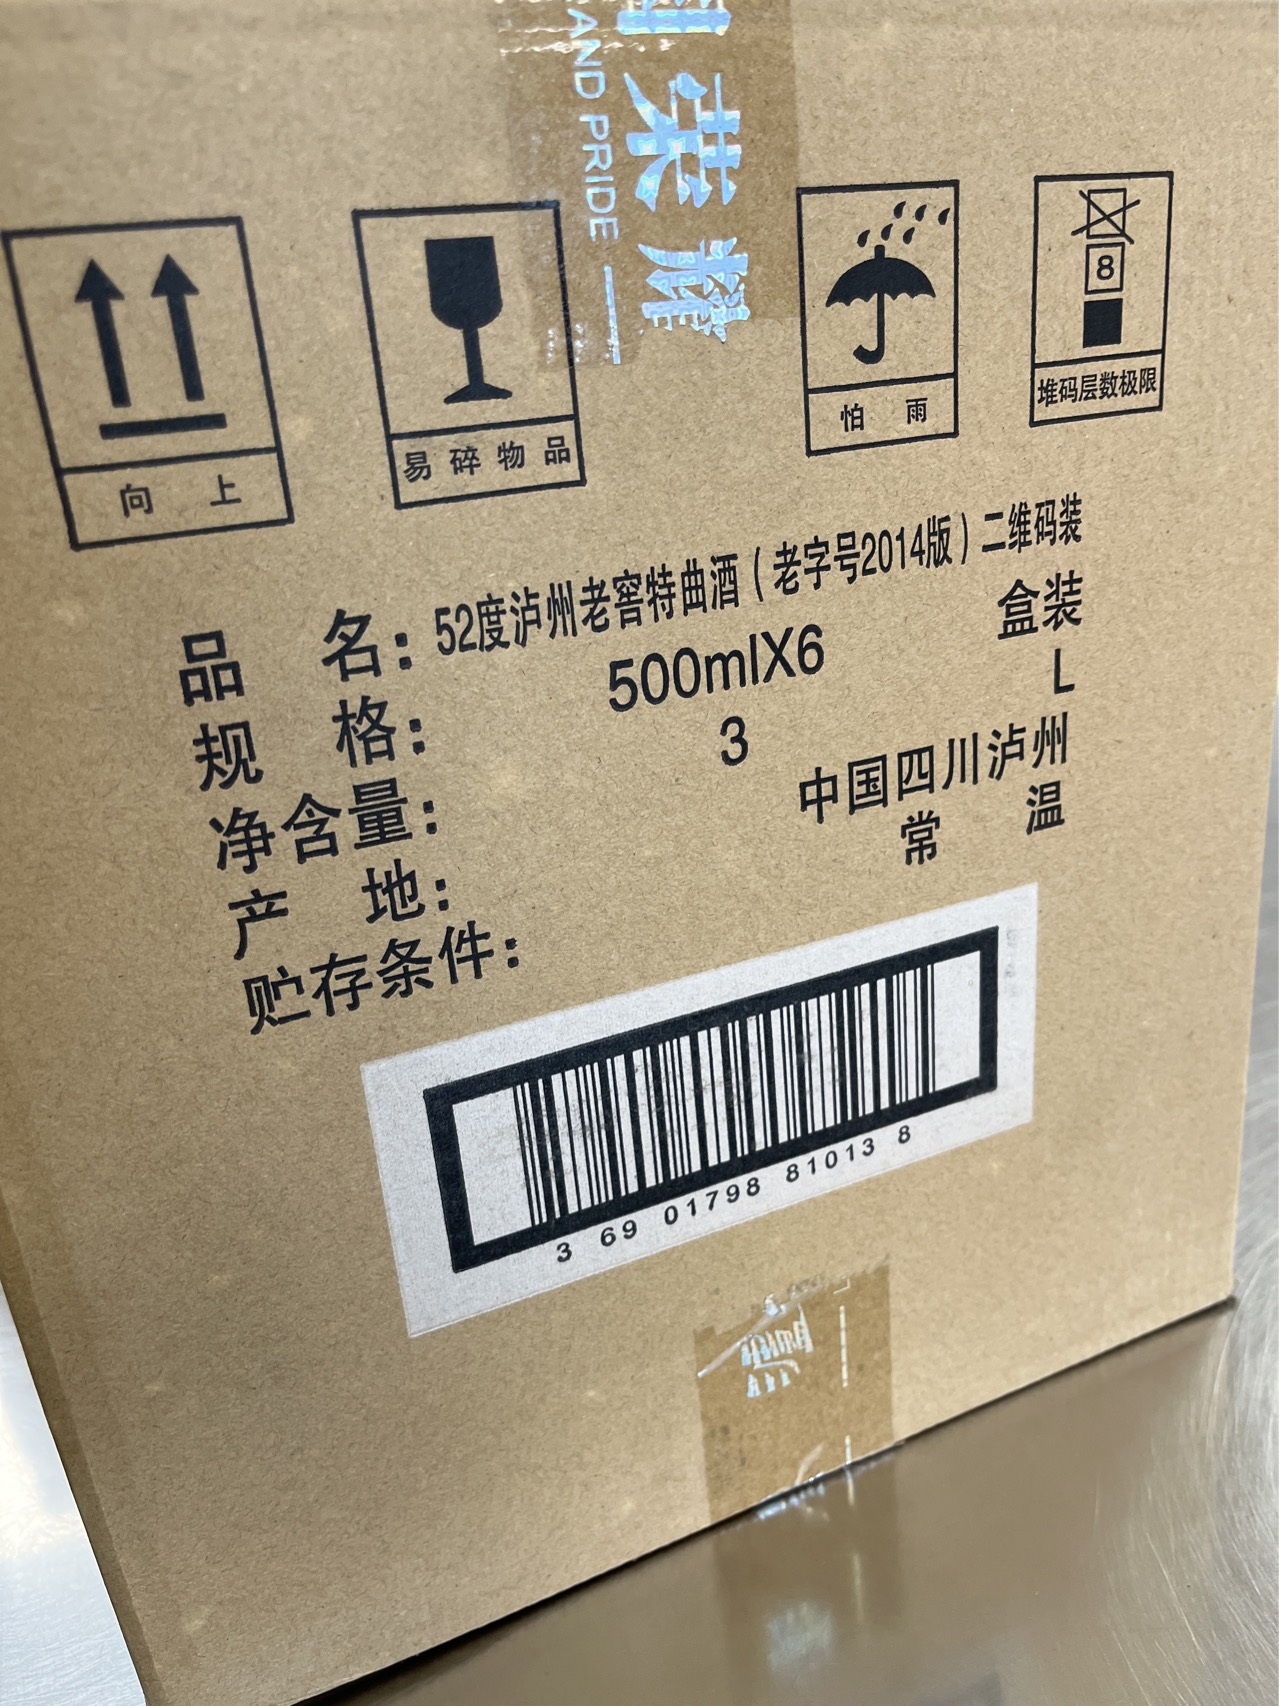 AND PRIDE
荣耀
8
向 上
易碎物品
怕 雨
堆码层数极限
品 名：52度泸州老窖特曲酒（老字号2014版）二维码装
规 格：500mlX6 盒装
净含量：3 L
产 地：中国四川泸州
贮存条件：常 温
3 69 01798 81013 8